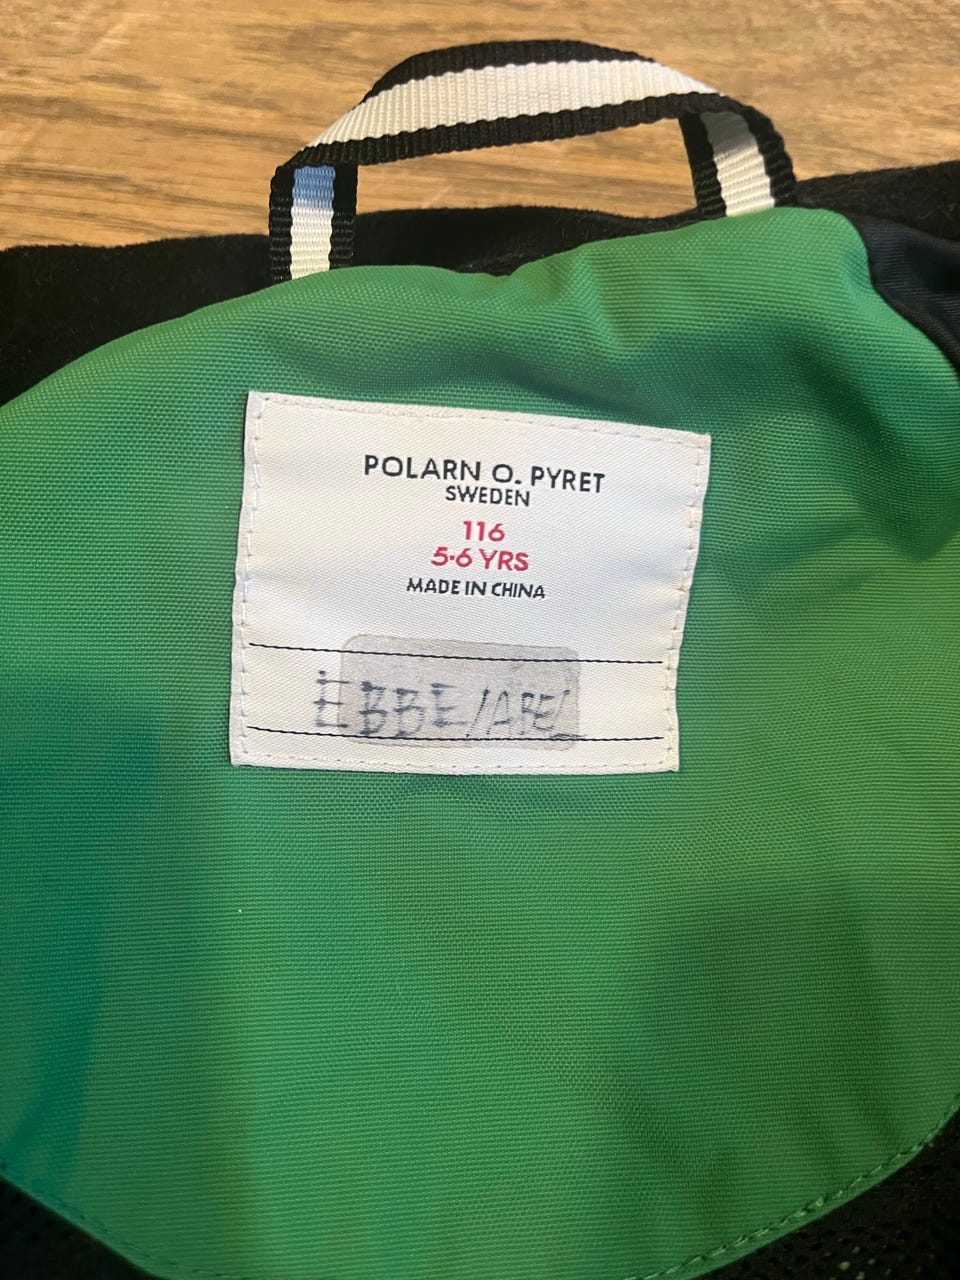 POLARN O. PYRET
SWEDEN
116
5-6 YRS
MADE IN CHINA
EBBE/ABEL